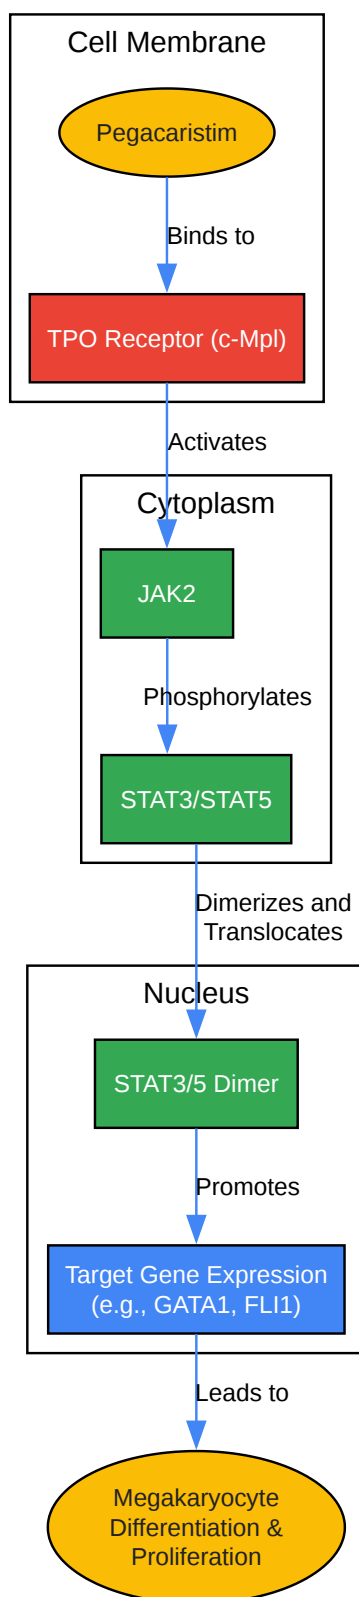 Cell Membrane
Pegacaristim
Binds to
TPO Receptor (c-Mpl)
Activates
Cytoplasm
JAK2
Phosphorylates
STAT3/STAT5
Dimerizes and
Translocates
Nucleus
STAT3/5 Dimer
Promotes
Target Gene Expression
(e.g., GATA1, FLI1)
Leads to
Megakaryocyte
Differentiation &
Proliferation